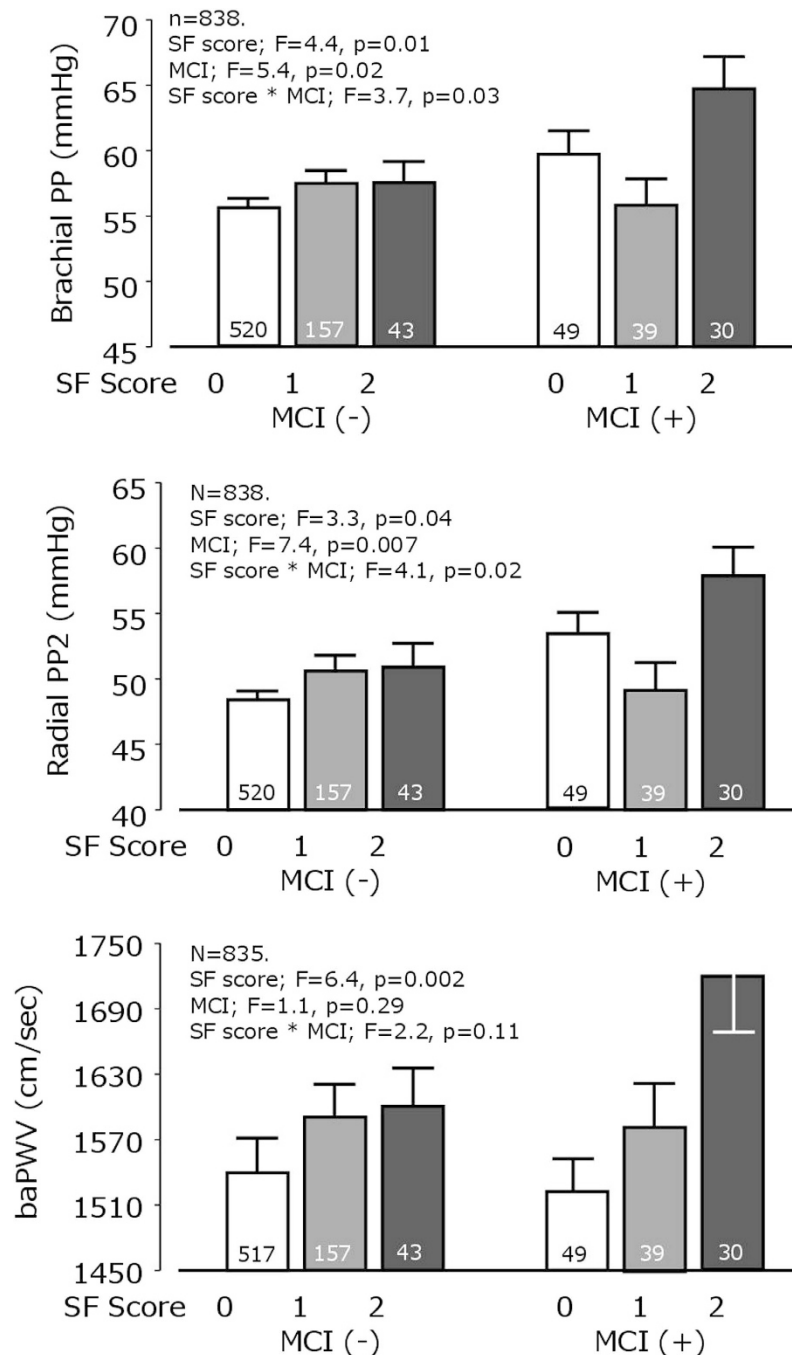 n=838.
SF score; F=4.4, p=0.01
MCI; F=5.4, p=0.02
SF score * MCI; F=3.7, p=0.03
Brachial PP (mmHg)
70
65
60
55
50
45
520 157 43 49 39 30
SF Score 0 1 2 0 1 2
MCI (-) MCI (+)
N=838.
SF score; F=3.3, p=0.04
MCI; F=7.4, p=0.007
SF score * MCI; F=4.1, p=0.02
Radial PP2 (mmHg)
65
60
55
50
45
40
520 157 43 49 39 30
SF Score 0 1 2 0 1 2
MCI (-) MCI (+)
N=835.
SF score; F=6.4, p=0.002
MCI; F=1.1, p=0.29
SF score * MCI; F=2.2, p=0.11
baPWV (cm/sec)
1750
1690
1630
1570
1510
1450
517 157 43 49 39 30
SF Score 0 1 2 0 1 2
MCI (-) MCI (+)